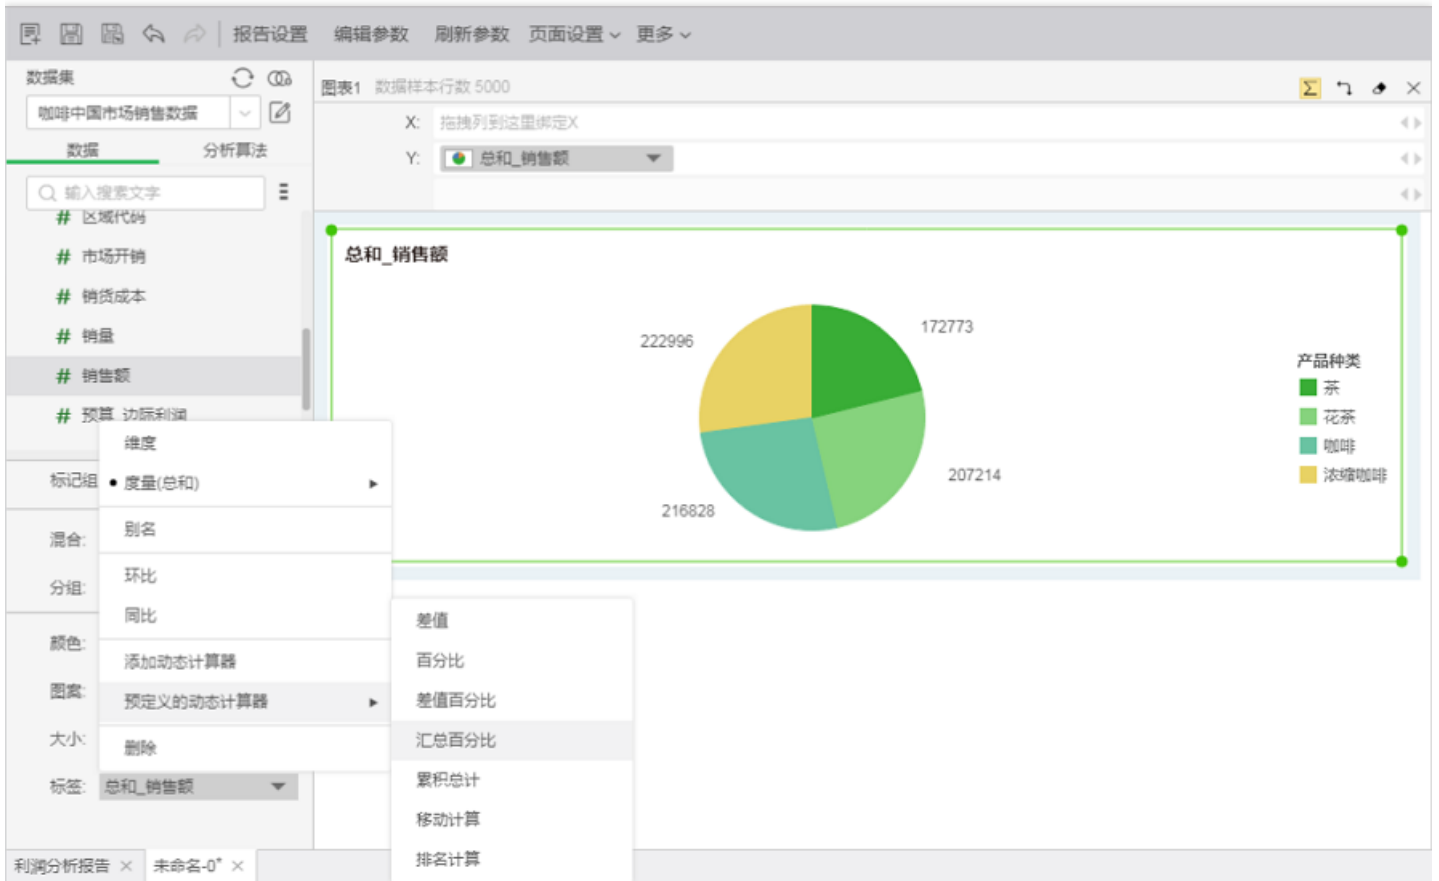 报告设置 编辑参数 刷新参数 页面设置 更多
数据集
咖啡中国市场销售数据
数据 分析算法
输入搜索文字
# 区域代码
# 市场开销
# 销货成本
# 销量
# 销售额
# 预算_边际利润
图表1 数据样本行数 5000
X: 拖拽列到这里绑定X
Y: 总和_销售额
总和_销售额
222996
172773
207214
216828
产品种类
茶
花茶
咖啡
浓缩咖啡
标记组
混合:
分组:
颜色:
图案:
大小:
标签: 总和_销售额
维度
度量(总和)
别名
环比
同比
添加动态计算器
预定义的动态计算器
删除
差值
百分比
差值百分比
汇总百分比
累积总计
移动计算
排名计算
利润分析报告 未命名-0*